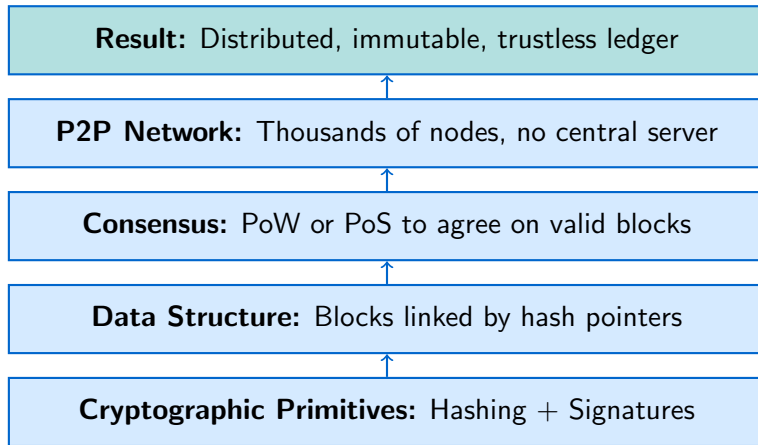 Result: Distributed, immutable, trustless ledger
P2P Network: Thousands of nodes, no central server
Consensus: PoW or PoS to agree on valid blocks
Data Structure: Blocks linked by hash pointers
Cryptographic Primitives: Hashing + Signatures